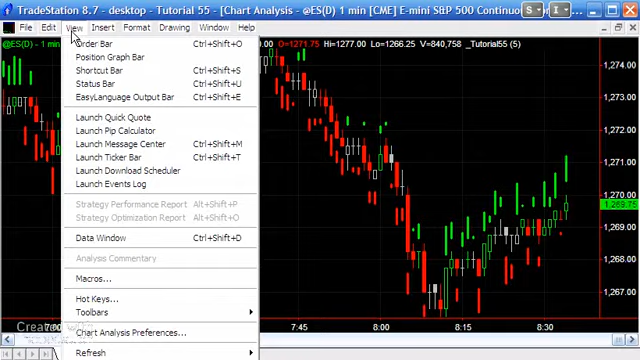 TradeStation 8.7 - desktop - Tutorial 55 - [Chart Analysis - @ES(D) 1 min [CME] E-mini S&P 500 Continuo
File Edit View Insert Format Drawing Window Help
@ES(D) 1 min
O=1271.75 Hi=1277.00 Lo=1266.25 V=840,758 _Tutorial55 (5)
Order Bar Ctrl+Shift+O
Position Graph Bar
Shortcut Bar Ctrl+Shift+S
Status Bar Ctrl+Shift+U
EasyLanguage Output Bar Ctrl+Shift+E
Launch Quick Quote
Launch Pip Calculator
Launch Message Center Ctrl+Shift+M
Launch Ticker Bar Ctrl+Shift+T
Launch Download Scheduler
Launch Events Log
Strategy Performance Report Alt+Shift+P
Strategy Optimization Report Alt+Shift+O
Data Window Ctrl+Shift+D
Analysis Commentary
Macros...
Hot Keys...
Toolbars
Chart Analysis Preferences...
Refresh
1,274.00
1,273.00
1,272.00
1,271.00
1,270.00
1,269.75
1,269.00
1,268.00
1,267.00
7:45 8:00 8:15 8:30